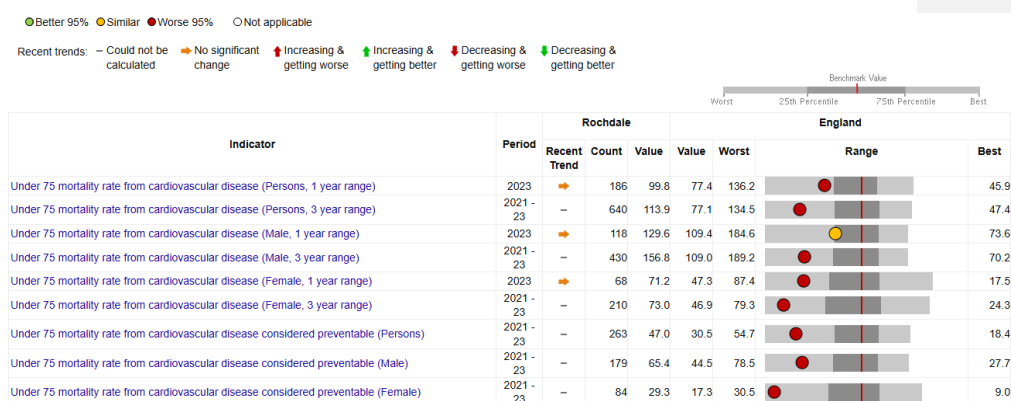 Better 95% Similar Worse 95% Not applicable
Recent trends: – Could not be calculated No significant change Increasing & getting worse Increasing & getting better Decreasing & getting worse Decreasing & getting better
Benchmark Value
Worst 25th Percentile 75th Percentile Best
Indicator Period Rochdale England
Recent Trend Count Value Value Worst Range Best
Under 75 mortality rate from cardiovascular disease (Persons, 1 year range) 2023 186 99.8 77.4 136.2 45.9
Under 75 mortality rate from cardiovascular disease (Persons, 3 year range) 2021 - 23 – 640 113.9 77.1 134.5 47.4
Under 75 mortality rate from cardiovascular disease (Male, 1 year range) 2023 118 129.6 109.4 184.6 73.6
Under 75 mortality rate from cardiovascular disease (Male, 3 year range) 2021 - 23 – 430 156.8 109.0 189.2 70.2
Under 75 mortality rate from cardiovascular disease (Female, 1 year range) 2023 68 71.2 47.3 87.4 17.5
Under 75 mortality rate from cardiovascular disease (Female, 3 year range) 2021 - 23 – 210 73.0 46.9 79.3 24.3
Under 75 mortality rate from cardiovascular disease considered preventable (Persons) 2021 - 23 – 263 47.0 30.5 54.7 18.4
Under 75 mortality rate from cardiovascular disease considered preventable (Male) 2021 - 23 – 179 65.4 44.5 78.5 27.7
Under 75 mortality rate from cardiovascular disease considered preventable (Female) 2021 - 23 – 84 29.3 17.3 30.5 9.0